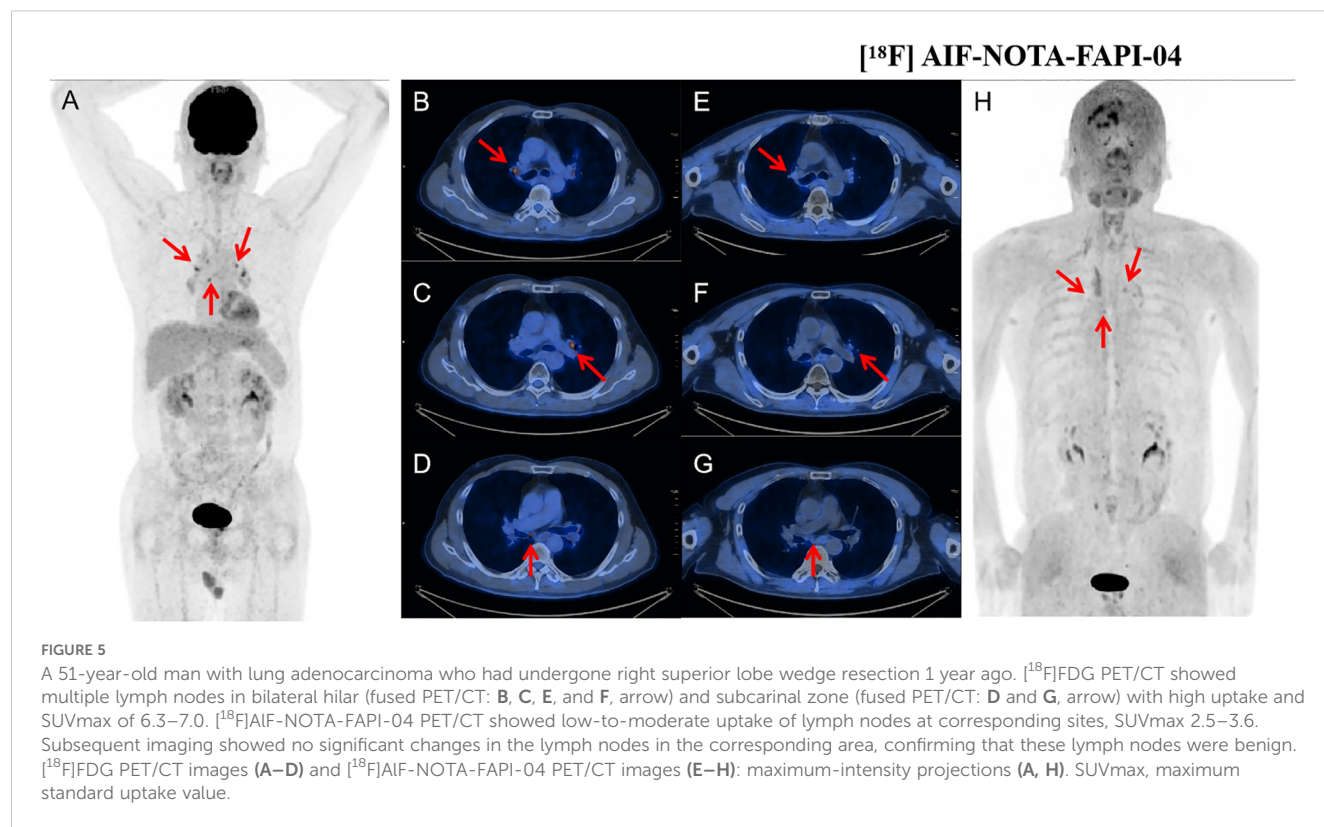 [¹⁸F] AIF-NOTA-FAPI-04
A
B
E
H
C
F
D
G
FIGURE 5
A 51-year-old man with lung adenocarcinoma who had undergone right superior lobe wedge resection 1 year ago. [¹⁸F]FDG PET/CT showed
multiple lymph nodes in bilateral hilar (fused PET/CT: B, C, E, and F, arrow) and subcarinal zone (fused PET/CT: D and G, arrow) with high uptake and
SUVmax of 6.3–7.0. [¹⁸F]AlF-NOTA-FAPI-04 PET/CT showed low-to-moderate uptake of lymph nodes at corresponding sites, SUVmax 2.5–3.6.
Subsequent imaging showed no significant changes in the lymph nodes in the corresponding area, confirming that these lymph nodes were benign.
[¹⁸F]FDG PET/CT images (A–D) and [¹⁸F]AlF-NOTA-FAPI-04 PET/CT images (E–H): maximum-intensity projections (A, H). SUVmax, maximum
standard uptake value.